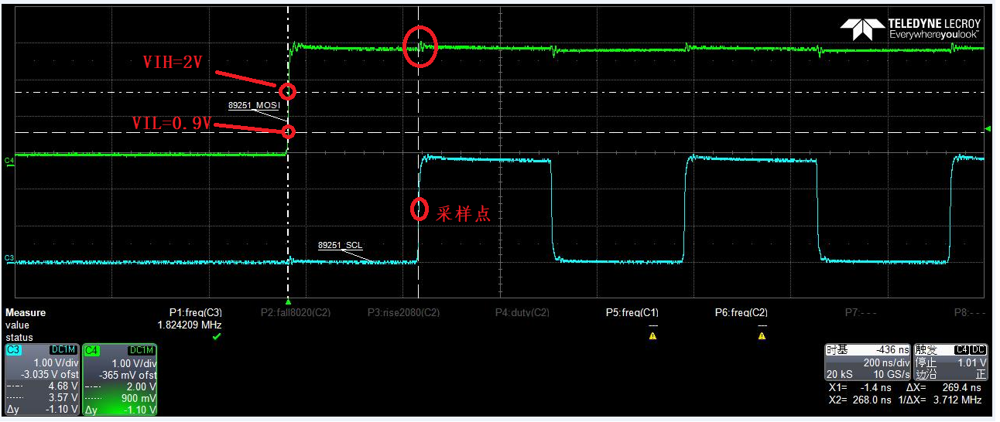 TELEDYNE LECROY
Everywhereyoulook™
VIH=2V
89251_MOSI
VIL=0.9V
C4
采样点
89251_SCL
C3
Measure P1:freq(C3) P2:fall8020(C2) P3:rise2080(C2) P4:duty(C2) P5:freq(C1) P6:freq(C2) P7:--- P8:---
value 1.824209 MHz --- ---
status
C3 DC1M
1.00 V/div
-3.035 V ofst
4.68 V
3.57 V
Δy -1.10 V
C4 DC1M
1.00 V/div
-365 mV ofst
2.00 V
900 mV
Δy -1.10 V
时基 -436 ns
200 ns/div
20 kS 10 GS/s
触发 C4 DC
停止 1.01 V
边沿 正
X1= -1.4 ns ΔX= 269.4 ns
X2= 268.0 ns 1/ΔX= 3.712 MHz